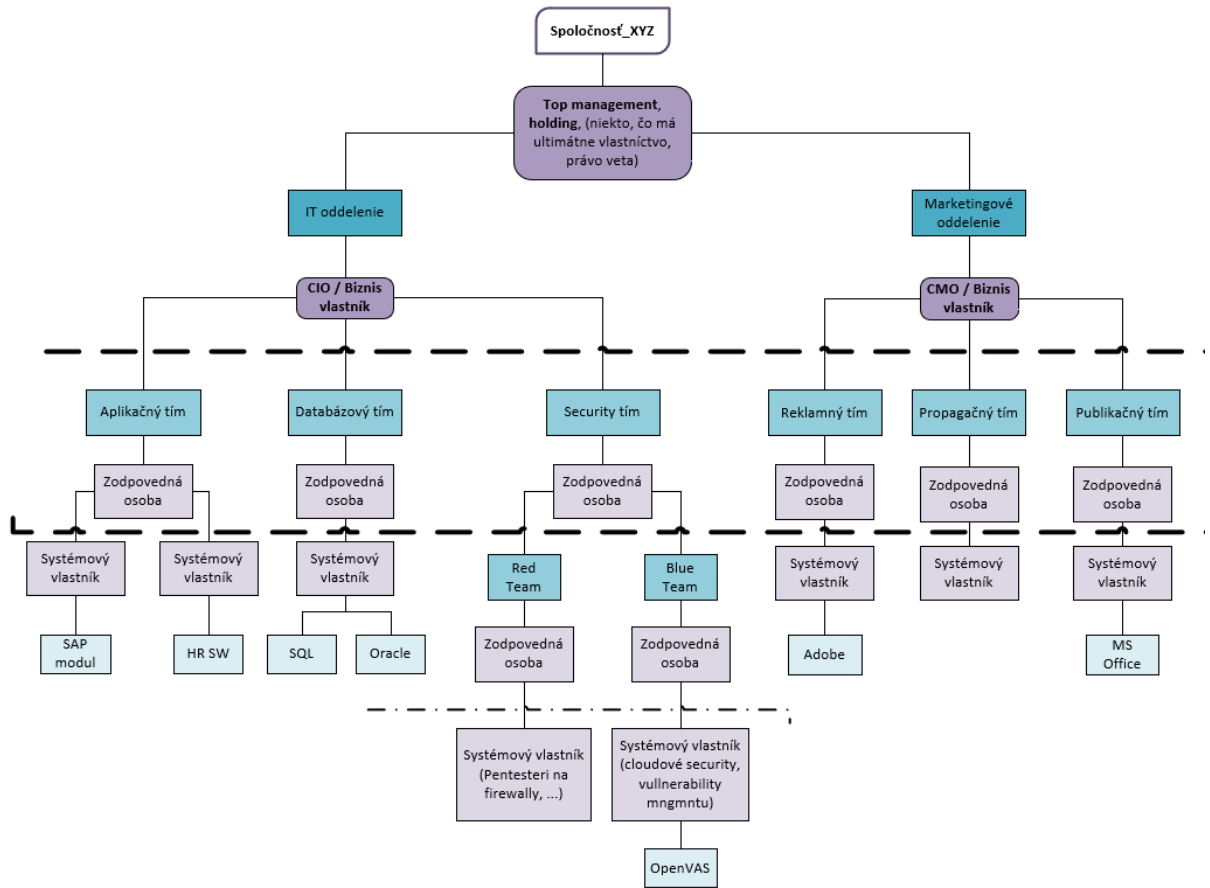 Spoločnosť_XYZ
Top management,
holding, (niekto, čo má
ultimátne vlastníctvo,
právo veta)
IT oddelenie
Marketingové
oddelenie
CIO / Biznis
vlastník
CMO / Biznis
vlastník
Aplikačný tím
Databázový tím
Security tím
Reklamný tím
Propagačný tím
Publikačný tím
Zodpovedná
osoba
Zodpovedná
osoba
Zodpovedná
osoba
Zodpovedná
osoba
Zodpovedná
osoba
Zodpovedná
osoba
Systémový
vlastník
Systémový
vlastník
Systémový
vlastník
Red
Team
Blue
Team
Systémový
vlastník
Systémový
vlastník
Systémový
vlastník
SAP
modul
HR SW
SQL
Oracle
Zodpovedná
osoba
Zodpovedná
osoba
Adobe
MS
Office
Systémový vlastník
(Pentesteri na
firewally, ...)
Systémový vlastník
(cloudové security,
vullnerability
mngmntu)
OpenVAS